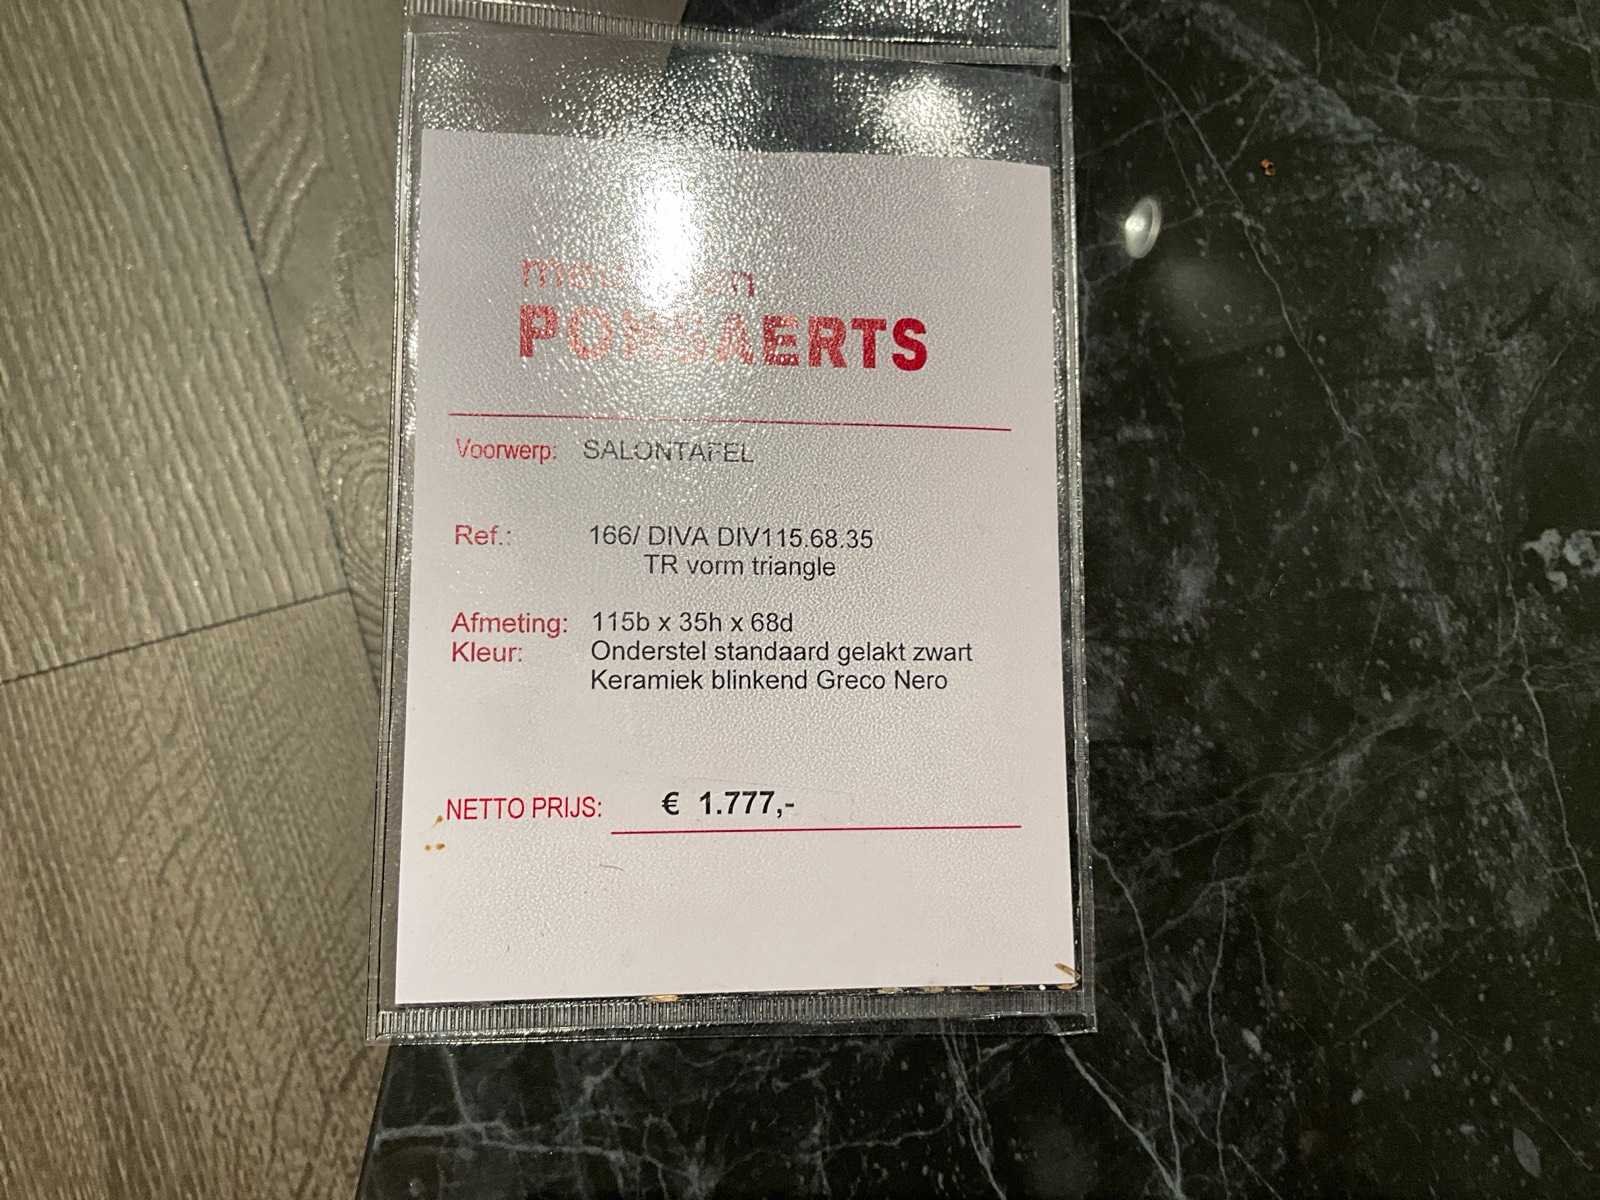 PONSAERTS
Voorwerp: SALONTAFEL
Ref.: 166/ DIVA DIV115.68.35
TR vorm triangle
Afmeting: 115b x 35h x 68d
Kleur: Onderstel standaard gelakt zwart
Keramiek blinkend Greco Nero
NETTO PRIJS: € 1.777,-